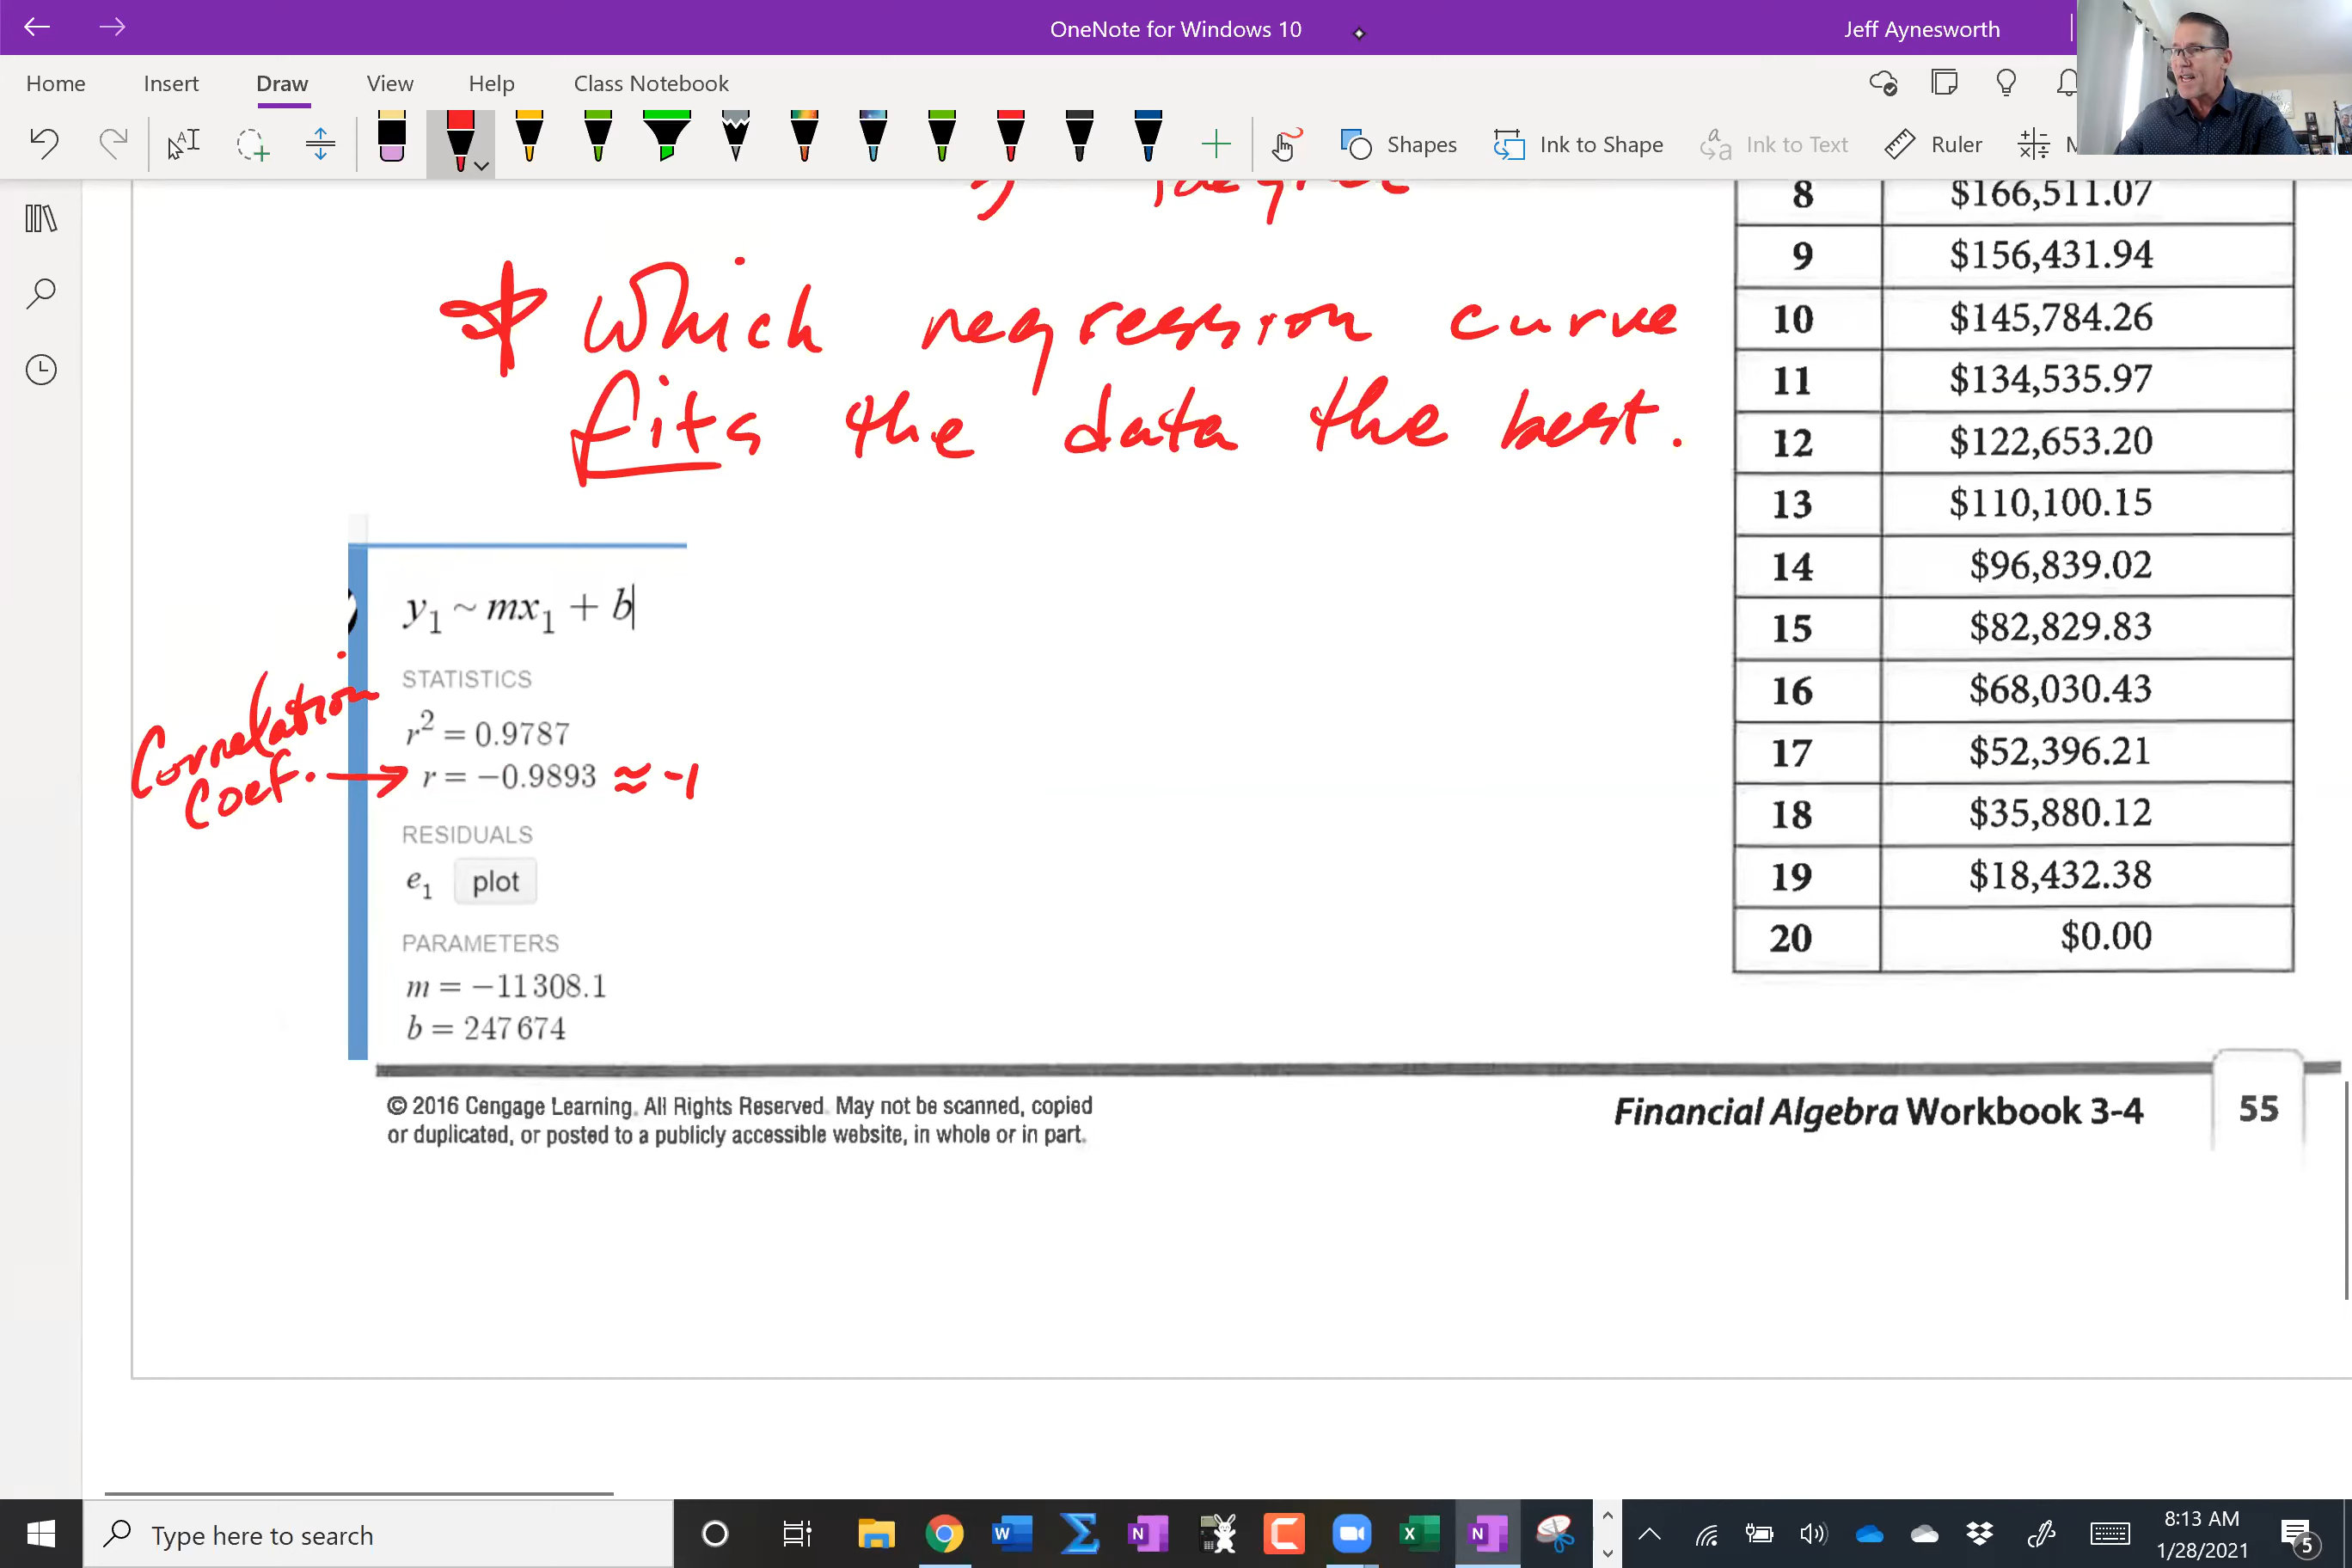 OneNote for Windows 10
Jeff Aynesworth
Home Insert Draw View Help Class Notebook
Shapes Ink to Shape Ink to Text Ruler
degree
* Which regression curve
fits the data the best.
8 $166,511.07
9 $156,431.94
10 $145,784.26
11 $134,535.97
12 $122,653.20
13 $110,100.15
14 $96,839.02
15 $82,829.83
16 $68,030.43
17 $52,396.21
18 $35,880.12
19 $18,432.38
20 $0.00
y₁ ~ mx₁ + b
STATISTICS
r² = 0.9787
Correlation
Coef. → r = −0.9893 ≈ -1
RESIDUALS
e₁ plot
PARAMETERS
m = −11308.1
b = 247674
© 2016 Cengage Learning. All Rights Reserved. May not be scanned, copied
or duplicated, or posted to a publicly accessible website, in whole or in part.
Financial Algebra Workbook 3-4 55
Type here to search
8:13 AM
1/28/2021
5